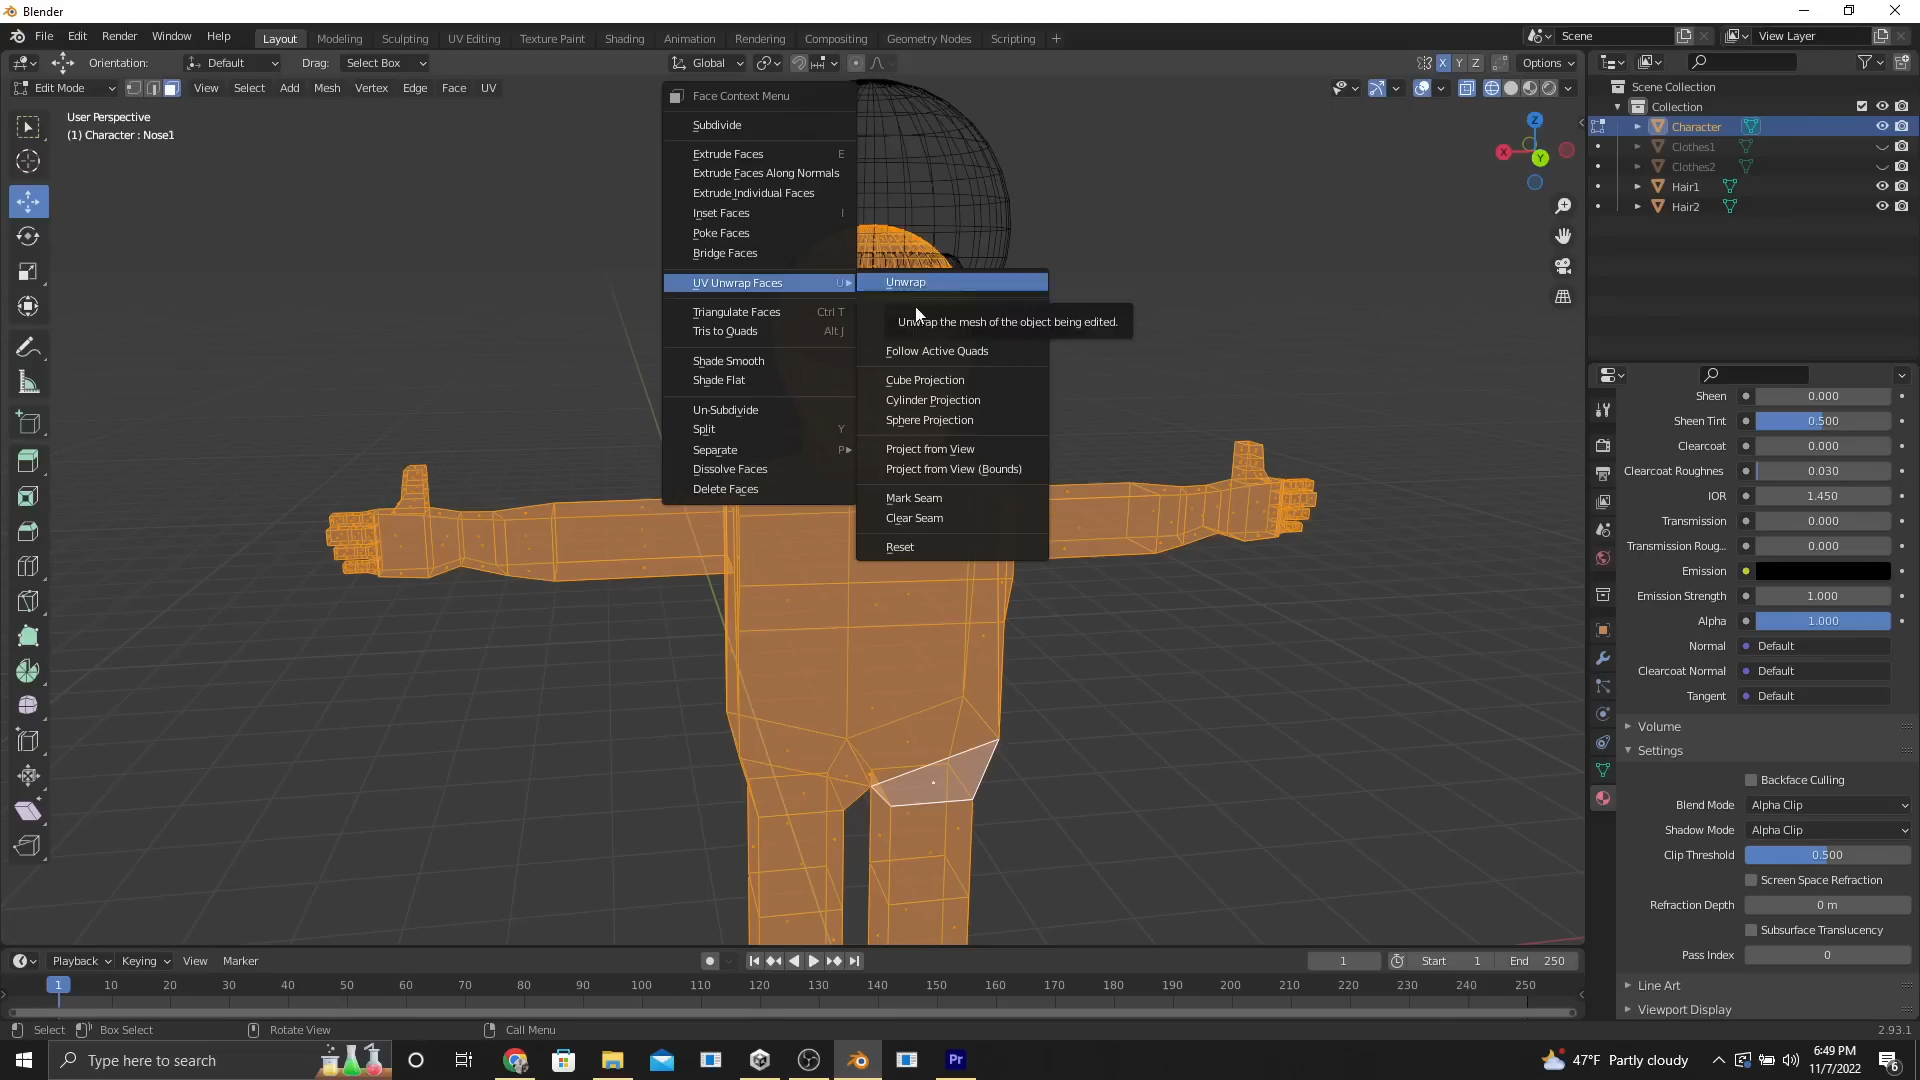 Blender
File Edit Render Window Help Layout Modeling Sculpting UV Editing Texture Paint Shading Animation Rendering Compositing Geometry Nodes Scripting + Scene View Layer
Orientation: Default Drag: Select Box Global X Y Z Options
Edit Mode View Select Add Mesh Vertex Edge Face UV
User Perspective
(1) Character : Nose1
Face Context Menu
Subdivide
Extrude Faces E
Extrude Faces Along Normals
Extrude Individual Faces
Inset Faces I
Poke Faces
Bridge Faces
UV Unwrap Faces U
Triangulate Faces Ctrl T
Tris to Quads Alt J
Shade Smooth
Shade Flat
Un-Subdivide
Split Y
Separate P
Dissolve Faces
Delete Faces
Unwrap
Unwrap the mesh of the object being edited.
Follow Active Quads
Cube Projection
Cylinder Projection
Sphere Projection
Project from View
Project from View (Bounds)
Mark Seam
Clear Seam
Reset
Z
X
Y
Scene Collection
Collection
Character
Clothes1
Clothes2
Hair1
Hair2
Sheen 0.000
Sheen Tint 0.500
Clearcoat 0.000
Clearcoat Roughnes 0.030
IOR 1.450
Transmission 0.000
Transmission Roug... 0.000
Emission
Emission Strength 1.000
Alpha 1.000
Normal Default
Clearcoat Normal Default
Tangent Default
Volume
Settings
Backface Culling
Blend Mode Alpha Clip
Shadow Mode Alpha Clip
Clip Threshold 0.500
Screen Space Refraction
Refraction Depth 0 m
Subsurface Translucency
Pass Index 0
Line Art
Viewport Display
Playback Keying View Marker 1 Start 1 End 250
1 10 20 30 40 50 60 70 80 90 100 110 120 130 140 150 160 170 180 190 200 210 220 230 240 250
Select Box Select Rotate View Call Menu 2.93.1
Type here to search Pr 47°F Partly cloudy 6:49 PM
11/7/2022
6